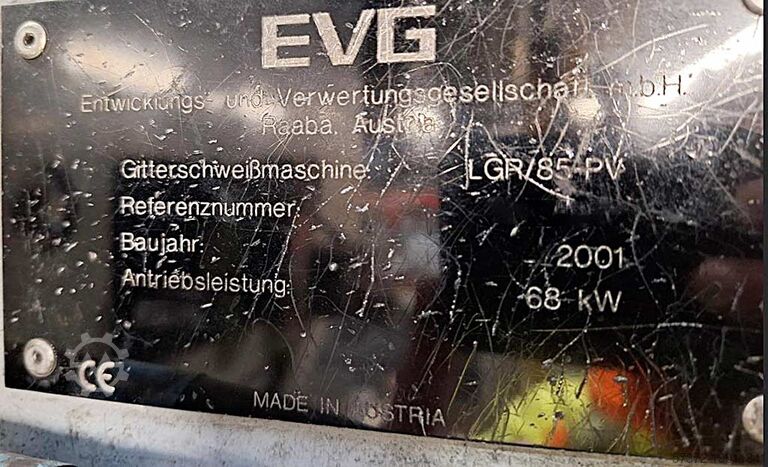 EVG
Entwicklungs- und Verwertungsgesellschaft m.b.H.
Raaba, Austria
Gitterschweißmaschine LGR/85-PV
Referenznummer:
Baujahr: 2001
Antriebsleistung: 68 kW
CE
MADE IN AUSTRIA